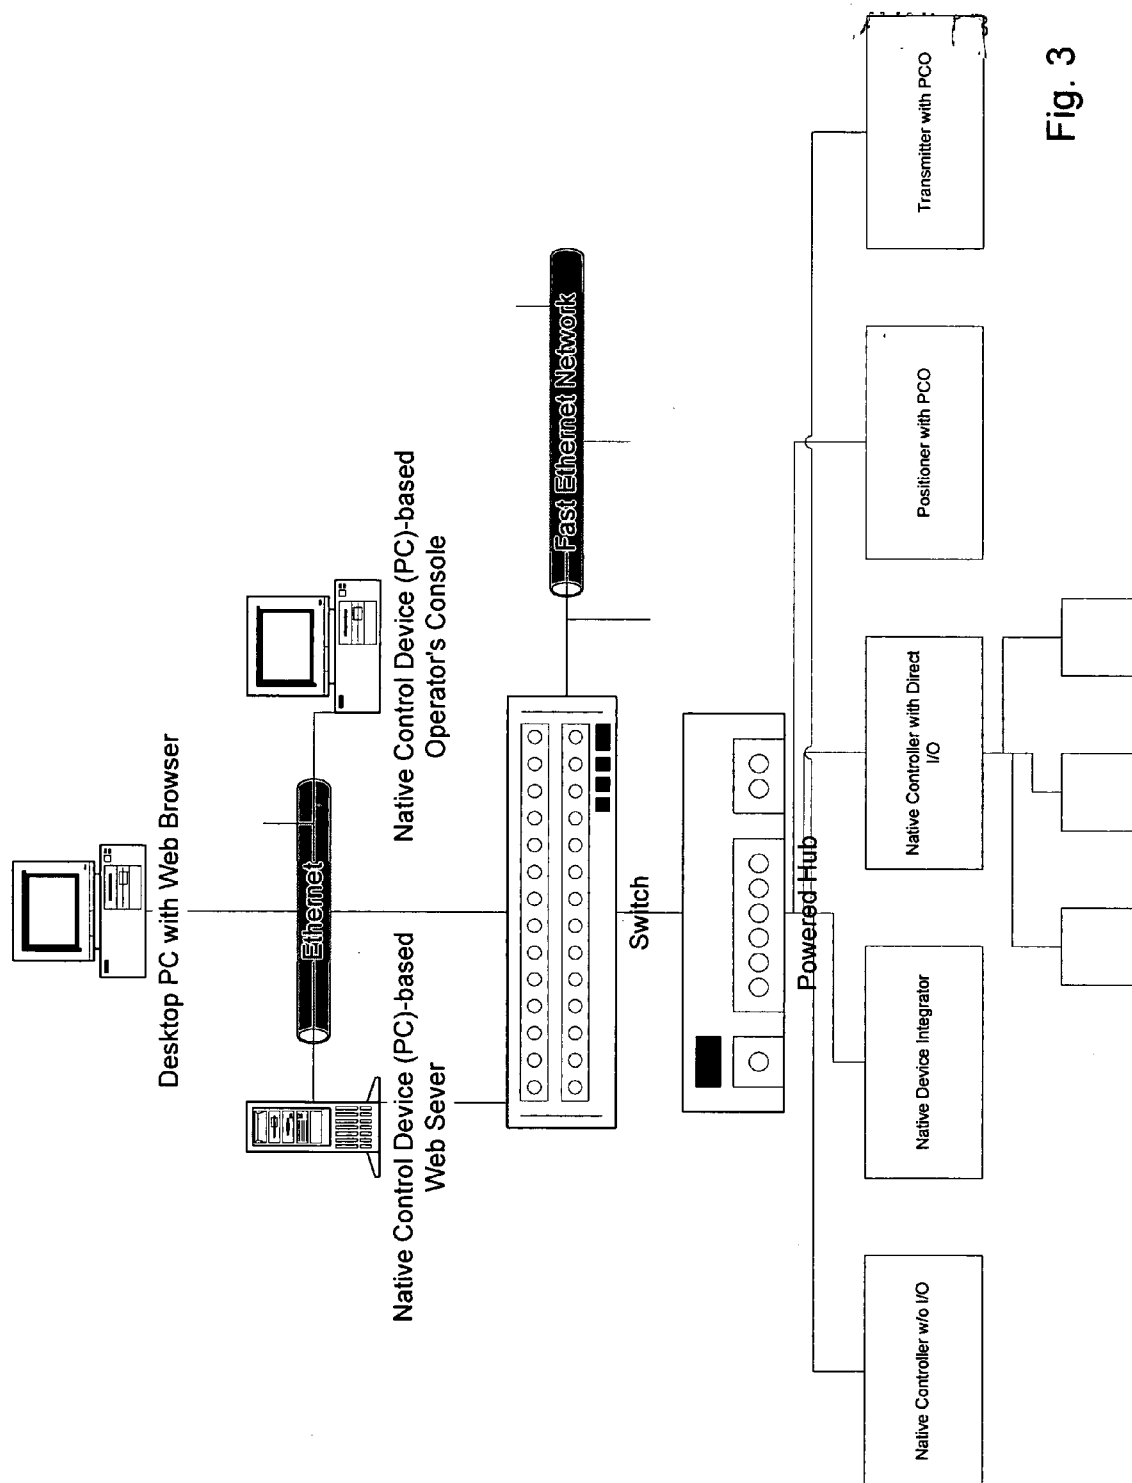 Desktop PC with Web Browser
Ethernet
Native Control Device (PC)-based
Web Sever
Native Control Device (PC)-based
Operator's Console
Fast Ethernet Network
Switch
Powered Hub
Native Controller w/o I/O
Native Device Integrator
Native Controller with Direct
I/O
Positioner with PCO
Transmitter with PCO
Fig. 3